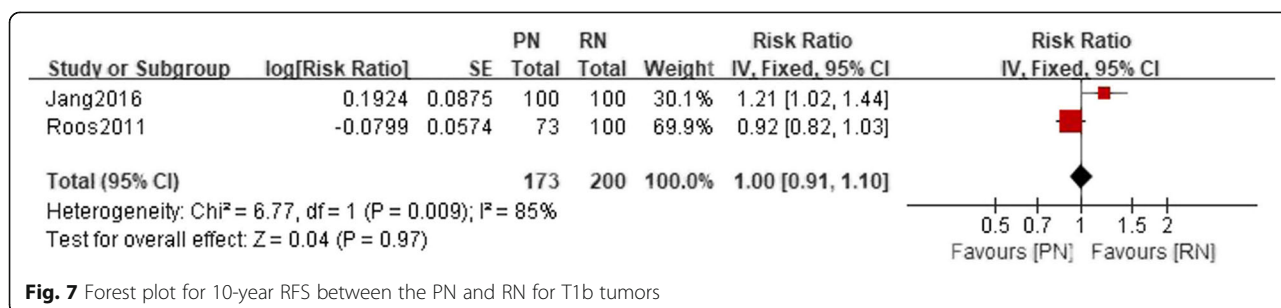 PN RN Risk Ratio Risk Ratio
Study or Subgroup log[Risk Ratio] SE Total Total Weight IV, Fixed, 95% CI IV, Fixed, 95% CI
Jang2016 0.1924 0.0875 100 100 30.1% 1.21 [1.02, 1.44]
Roos2011 -0.0799 0.0574 73 100 69.9% 0.92 [0.82, 1.03]
Total (95% CI) 173 200 100.0% 1.00 [0.91, 1.10]
Heterogeneity: Chi² = 6.77, df = 1 (P = 0.009); I² = 85%
Test for overall effect: Z = 0.04 (P = 0.97)
0.5 0.7 1 1.5 2
Favours [PN] Favours [RN]
Fig. 7 Forest plot for 10-year RFS between the PN and RN for T1b tumors